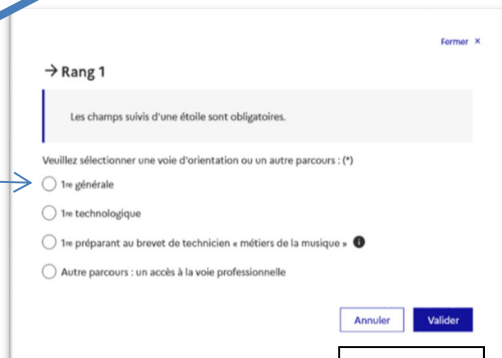 Fermer ×
→ Rang 1
Les champs suivis d'une étoile sont obligatoires.
Veuillez sélectionner une voie d'orientation ou un autre parcours : (*)
1re générale
1re technologique
1re préparant au brevet de technicien « métiers de la musique »
Autre parcours : un accès à la voie professionnelle
Annuler Valider